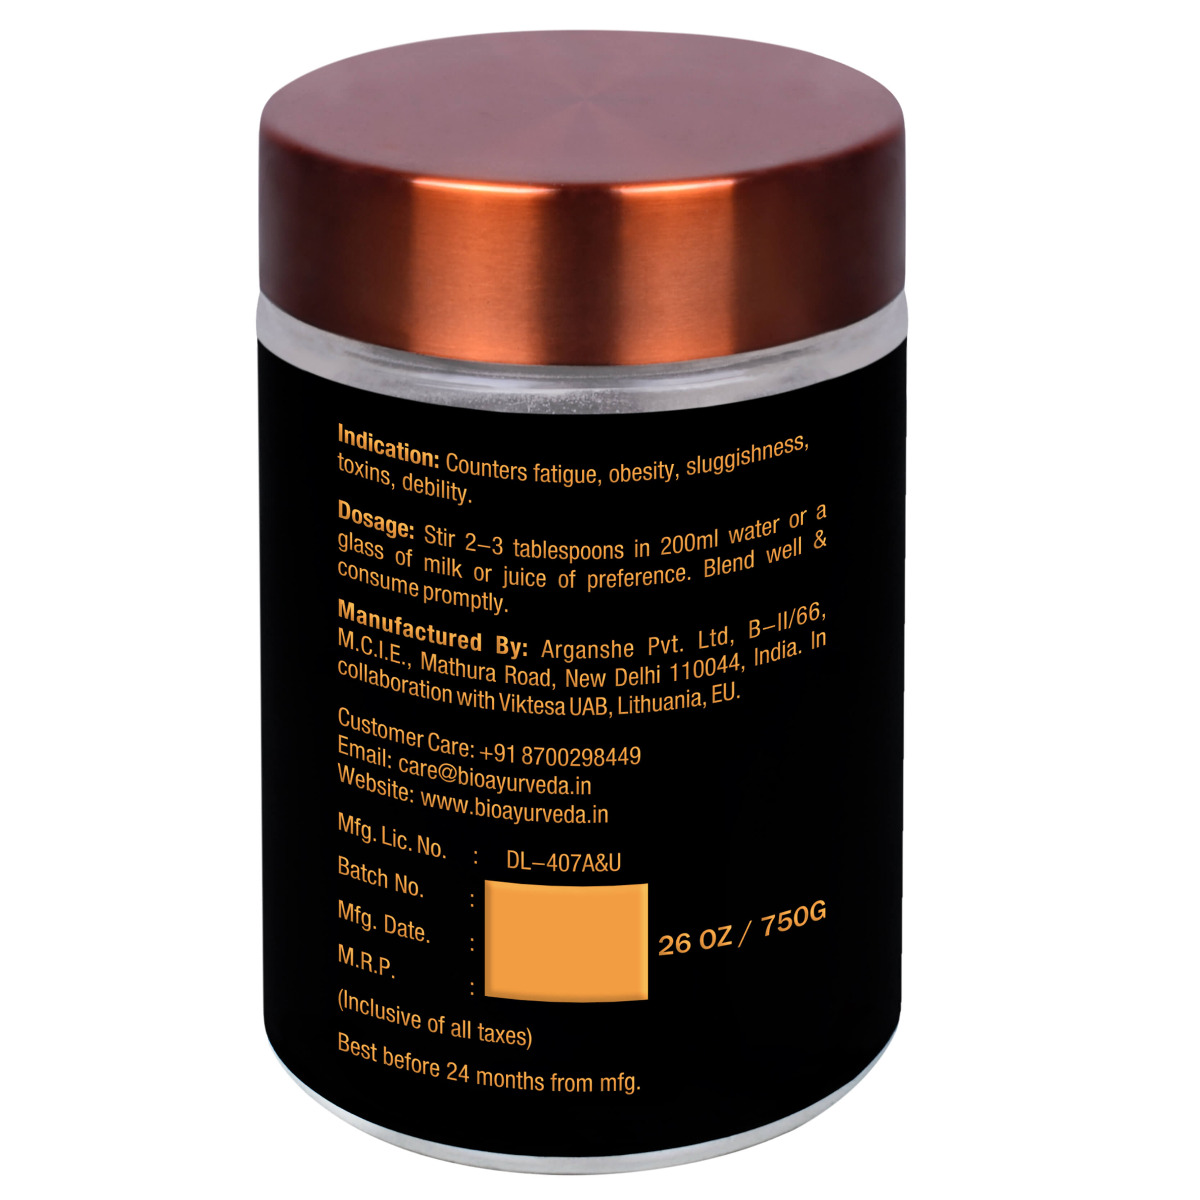 Indication: Counters fatigue, obesity, sluggishness,
toxins, debility.
Dosage: Stir 2–3 tablespoons in 200ml water or a
glass of milk or juice of preference. Blend well &
consume promptly.
Manufactured By: Arganshe Pvt. Ltd, B–II/66,
M.C.I.E., Mathura Road, New Delhi 110044, India. In
collaboration with Viktesa UAB, Lithuania, EU.
Customer Care: +91 8700298449
Email: care@bioayurveda.in
Website: www.bioayurveda.in
Mfg. Lic. No. : DL–407A&U
Batch No. :
Mfg. Date. :
M.R.P. :
26 OZ / 750G
(Inclusive of all taxes)
Best before 24 months from mfg.